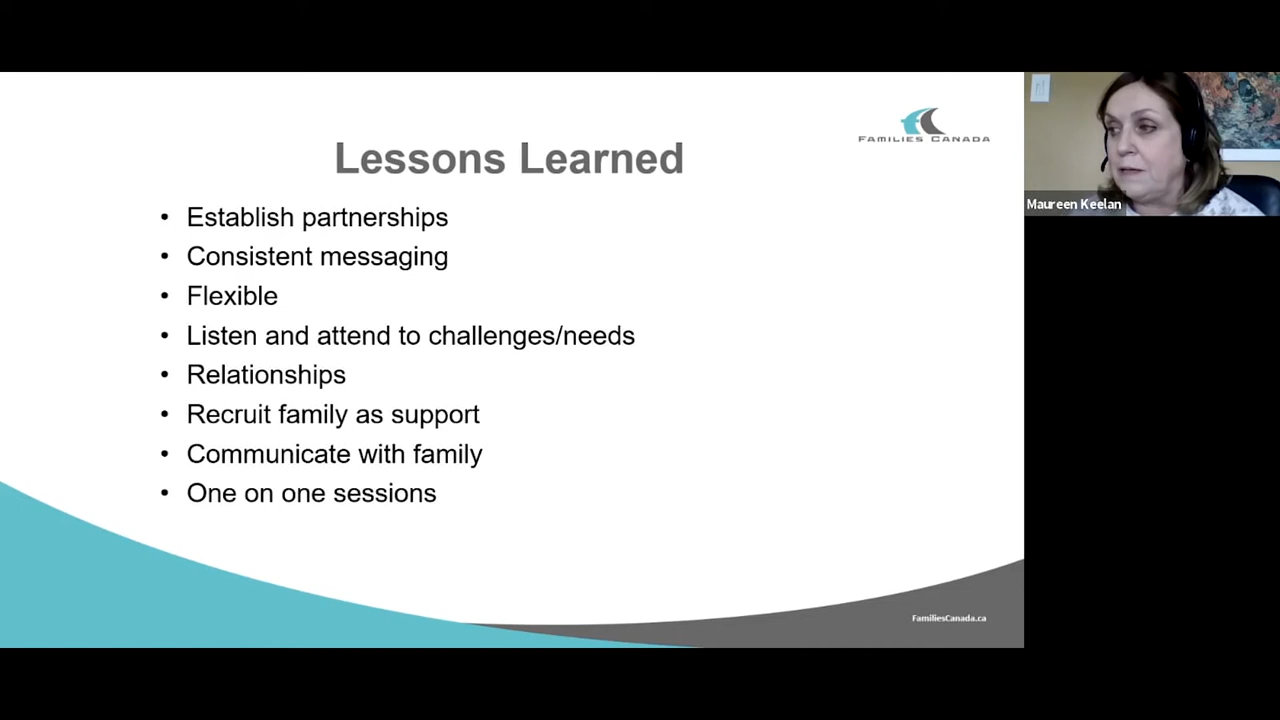 FAMILIES CANADA
Lessons Learned
• Establish partnerships
• Consistent messaging
• Flexible
• Listen and attend to challenges/needs
• Relationships
• Recruit family as support
• Communicate with family
• One on one sessions
FamiliesCanada.ca
Maureen Keelan